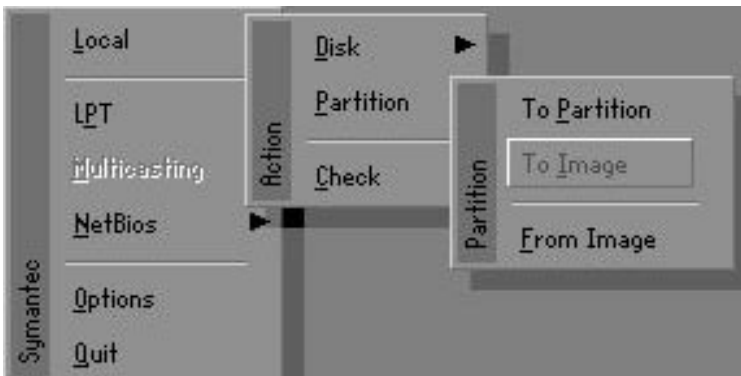 Local
LPT
Multicasting
NetBios
Options
Quit
Symantec
Disk
Partition
Check
Action
To Partition
To Image
From Image
Partition